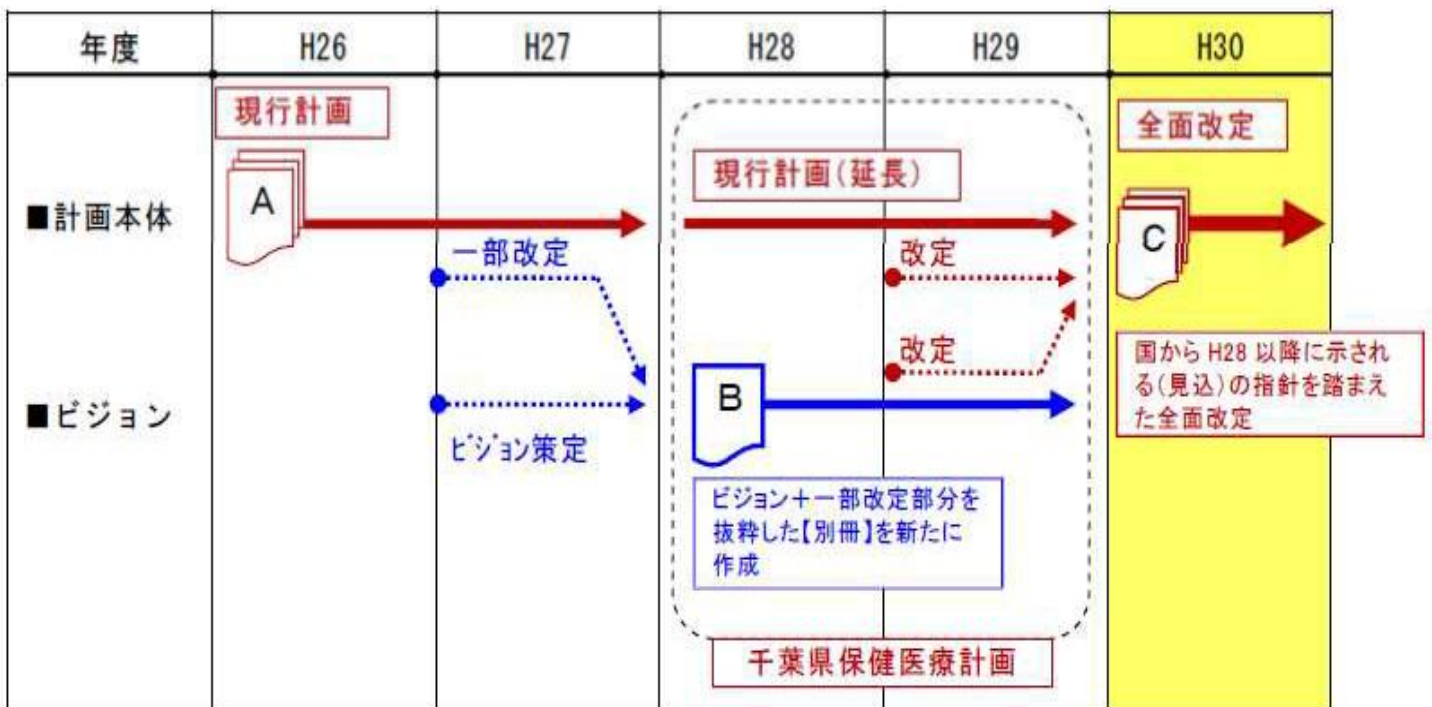 年度 H26 H27 H28 H29 H30
現行計画
全面改定
現行計画(延長)
■計画本体
A
C
一部改定
改定
改定
国から H28 以降に示され
る(見込)の指針を踏まえ
た全面改定
■ビジョン
B
ビジョン策定
ビジョン+一部改定部分を
抜粋した【別冊】を新たに
作成
千葉県保健医療計画